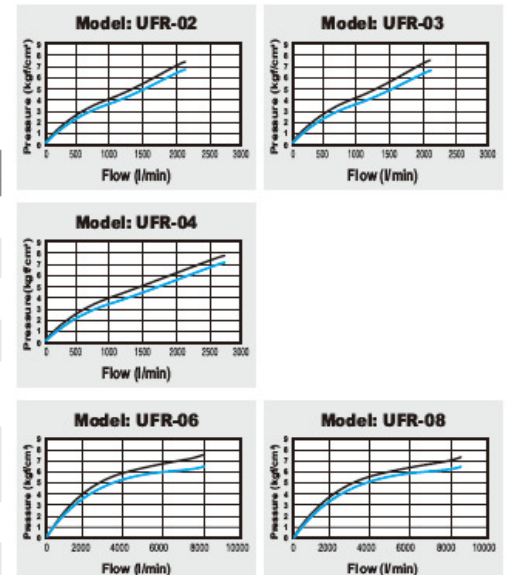 Model: UFR-02
Pressure (kgf/cm²)
9
8
7
6
5
4
3
2
1
0
0 500 1000 1500 2000 2500 3000
Flow (l/min)
Model: UFR-03
Pressure (kgf/cm²)
9
8
7
6
5
4
3
2
1
0
0 500 1000 1500 2000 2500 3000
Flow (l/min)
Model: UFR-04
Pressure(kgf/cm²)
9
8
7
6
5
4
3
2
1
0
0 500 1000 1500 2000 2500 3000
Flow (l/min)
Model: UFR-06
Pressure (kgf/cm²)
9
8
7
6
5
4
3
2
1
0
0 2000 4000 6000 8000 10000
Flow (l/min)
Model: UFR-08
Pressure (kgf/cm²)
9
8
7
6
5
4
3
2
1
0
0 2000 4000 6000 8000 10000
Flow (l/min)